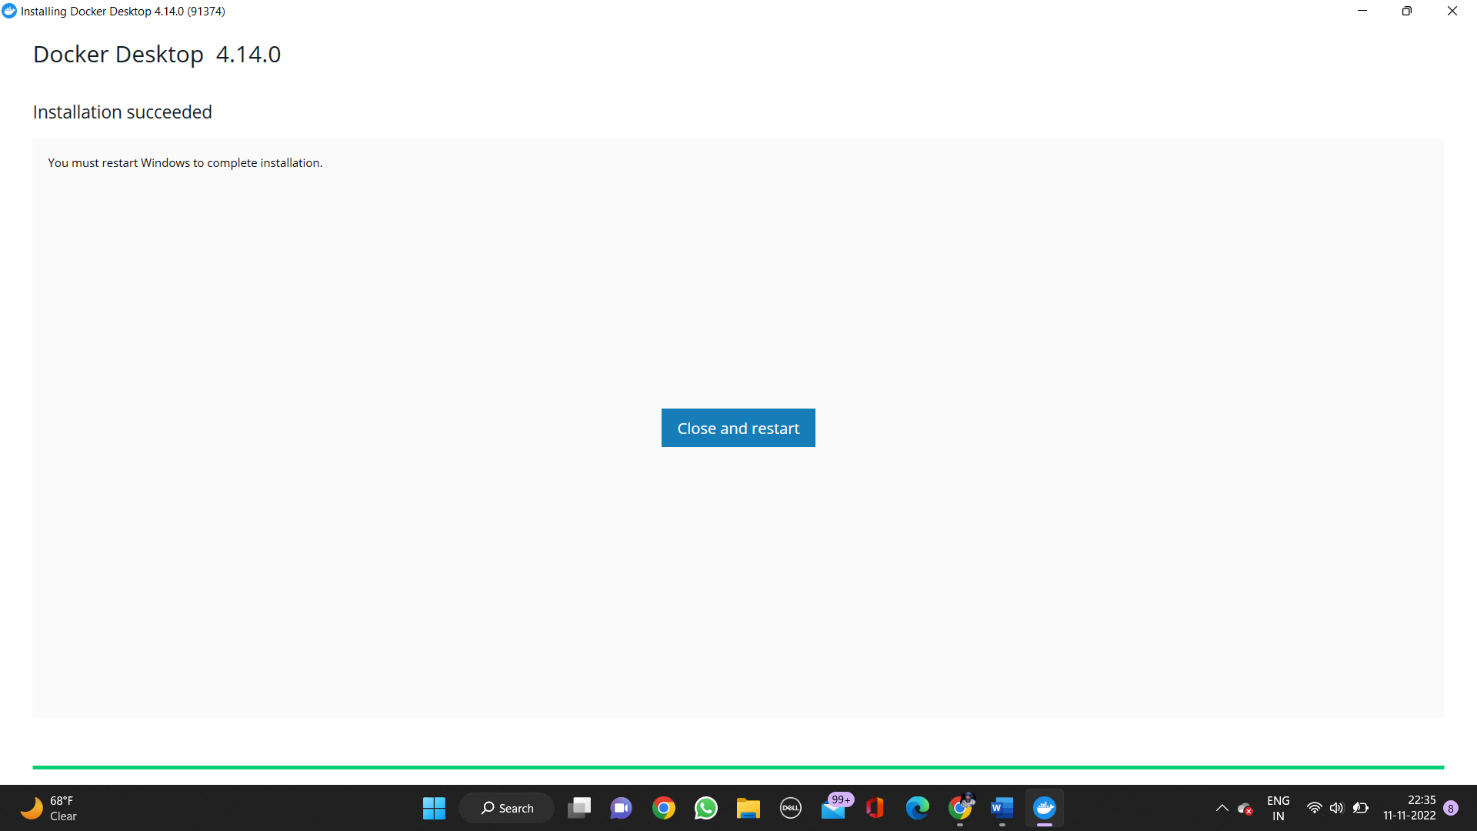 Installing Docker Desktop 4.14.0 (91374)
Docker Desktop 4.14.0
Installation succeeded
You must restart Windows to complete installation.
Close and restart
68°F
Clear
Search
DELL
99+
W
ENG
IN
22:35
11-11-2022
8